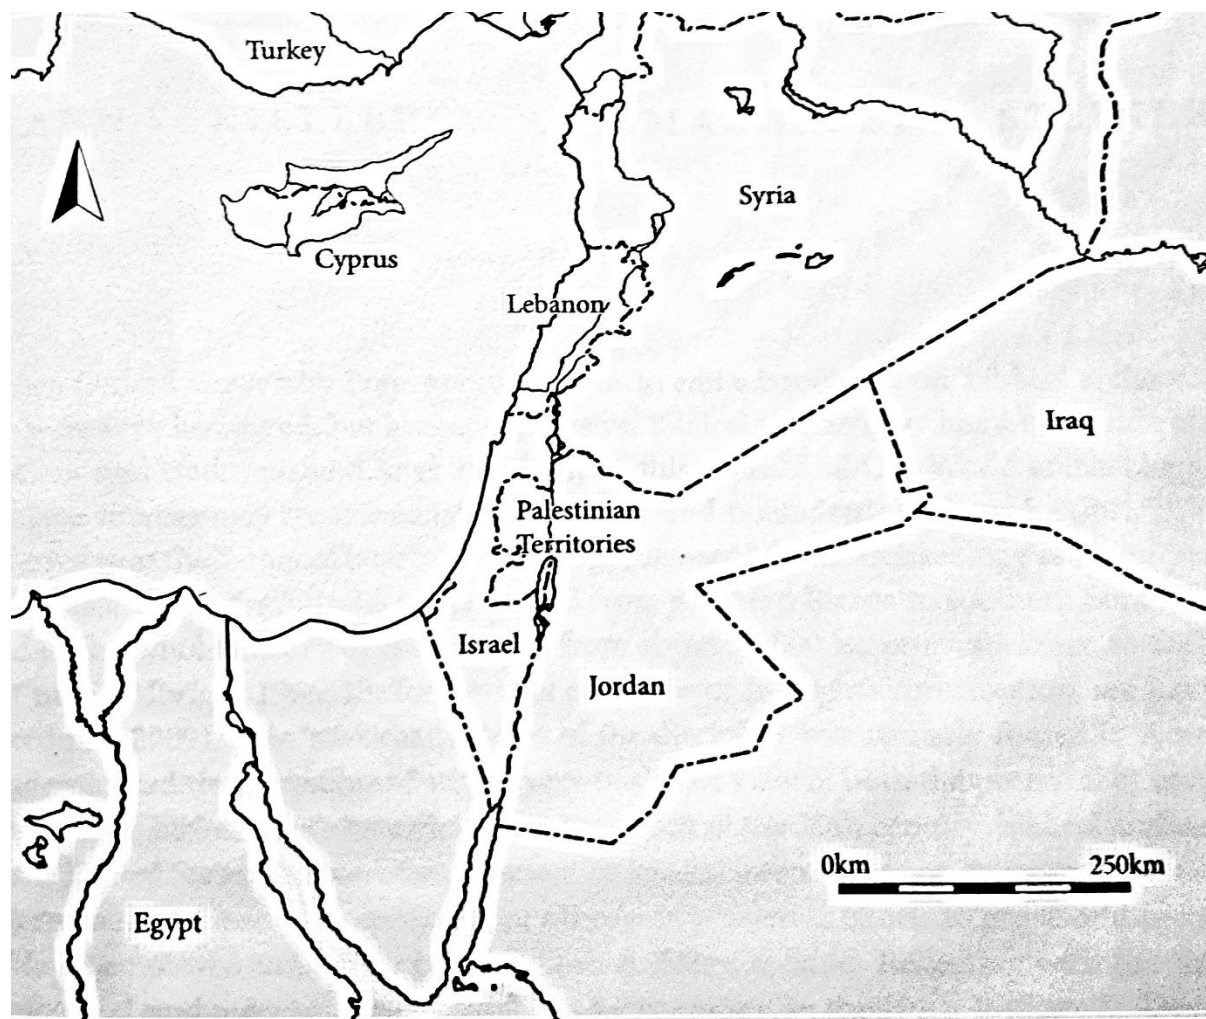 Turkey
Syria
Cyprus
Lebanon
Iraq
Palestinian
Territories
Israel
Jordan
0km 250km
Egypt